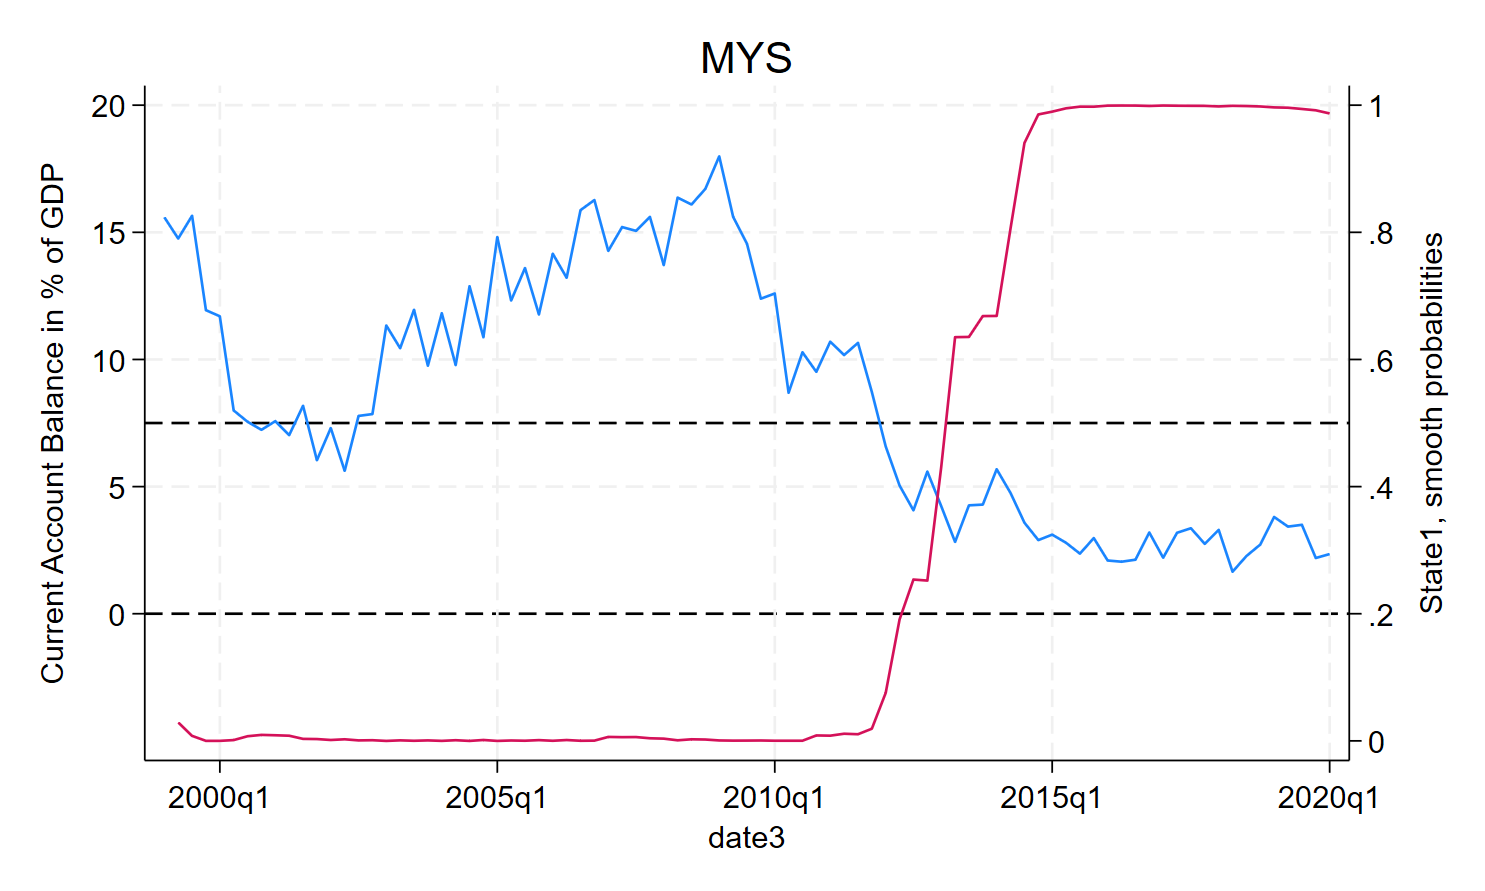 MYS
Current Account Balance in % of GDP
20
15
10
5
0
State1, smooth probabilities
1
.8
.6
.4
.2
0
2000q1 2005q1 2010q1 2015q1 2020q1
date3